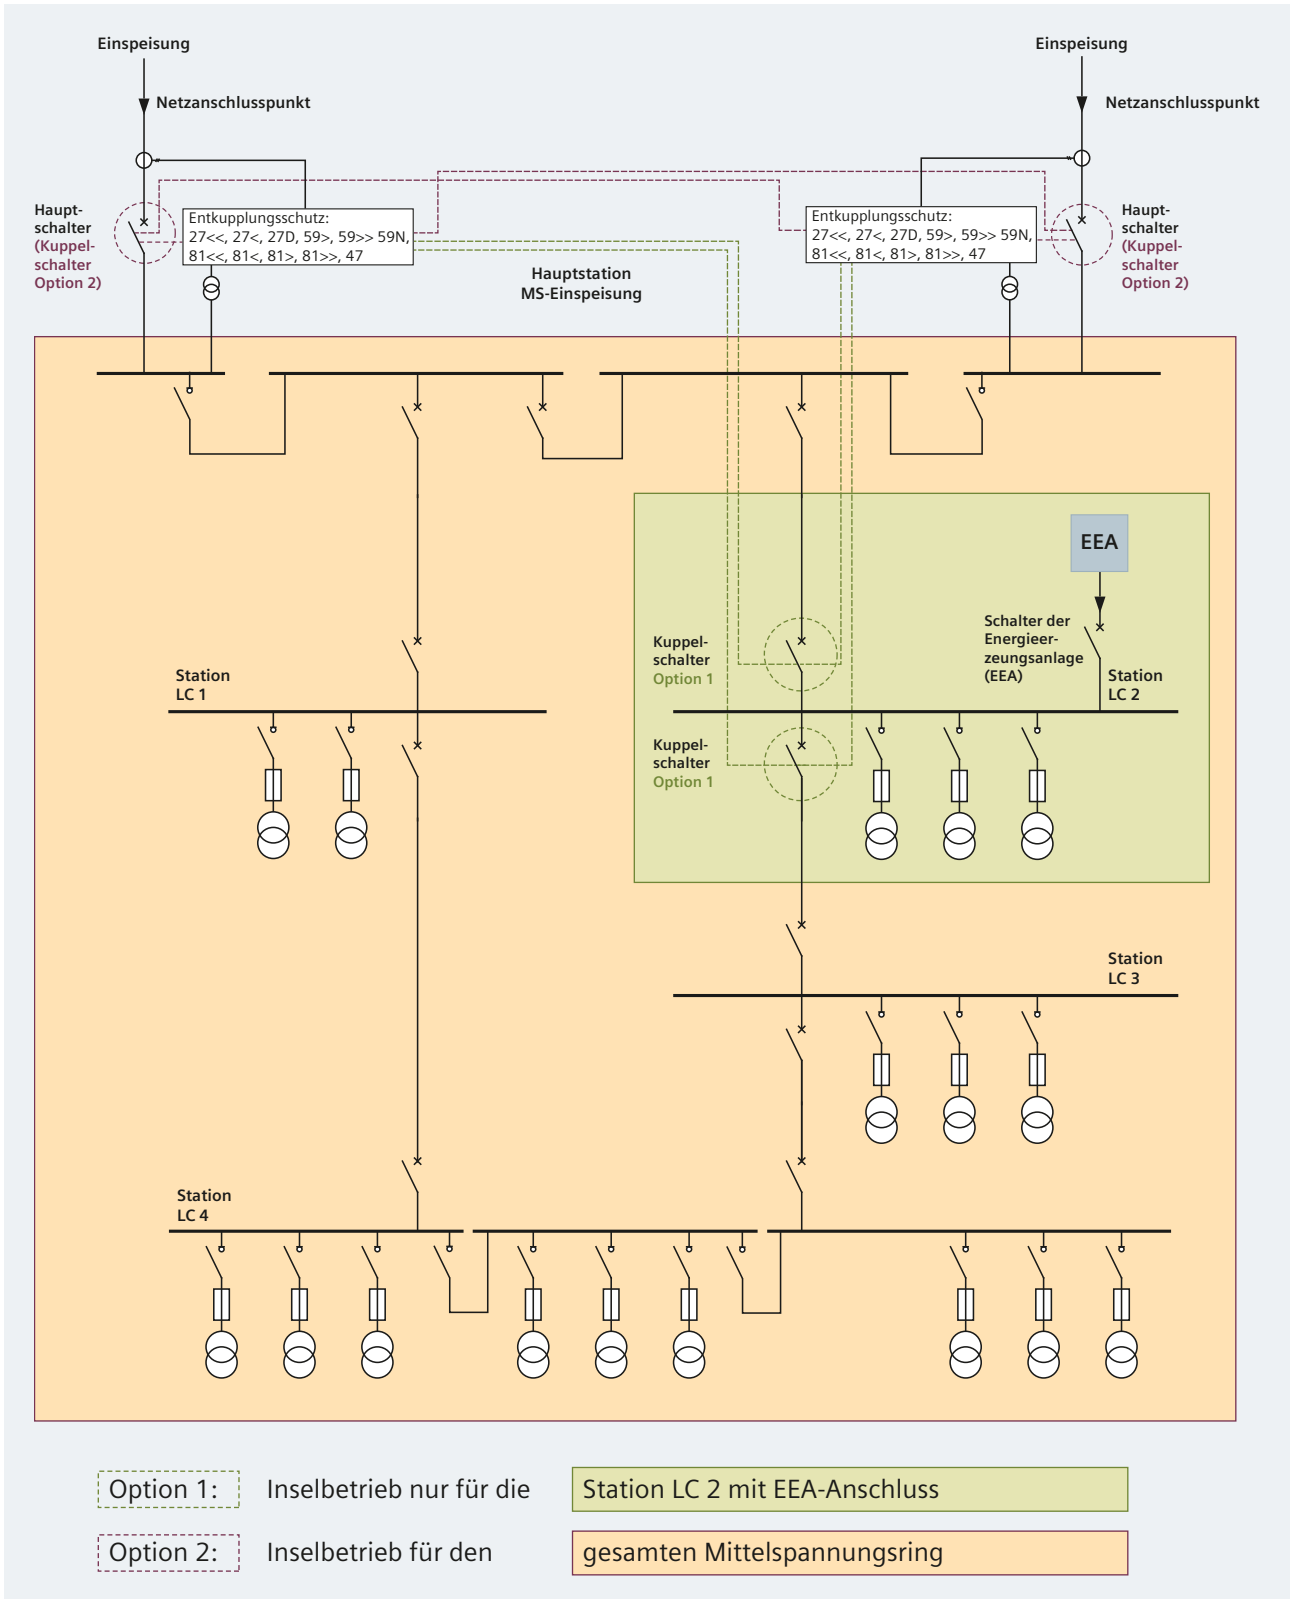 Einspeisung
Einspeisung
Netzanschlusspunkt
Netzanschlusspunkt
Haupt-
schalter
(Kuppel-
schalter
Option 2)
Entkupplungsschutz:
27<<, 27<, 27D, 59>, 59>> 59N,
81<<, 81<, 81>, 81>>, 47
Entkupplungsschutz:
27<<, 27<, 27D, 59>, 59>> 59N,
81<<, 81<, 81>, 81>>, 47
Haupt-
schalter
(Kuppel-
schalter
Option 2)
Hauptstation
MS-Einspeisung
EEA
Schalter der
Energieer-
zeugungsanlage
(EEA)
Kuppel-
schalter
Option 1
Station
LC 1
Station
LC 2
Kuppel-
schalter
Option 1
Station
LC 3
Station
LC 4
Option 1:
Inselbetrieb nur für die
Station LC 2 mit EEA-Anschluss
Option 2:
Inselbetrieb für den
gesamten Mittelspannungsring